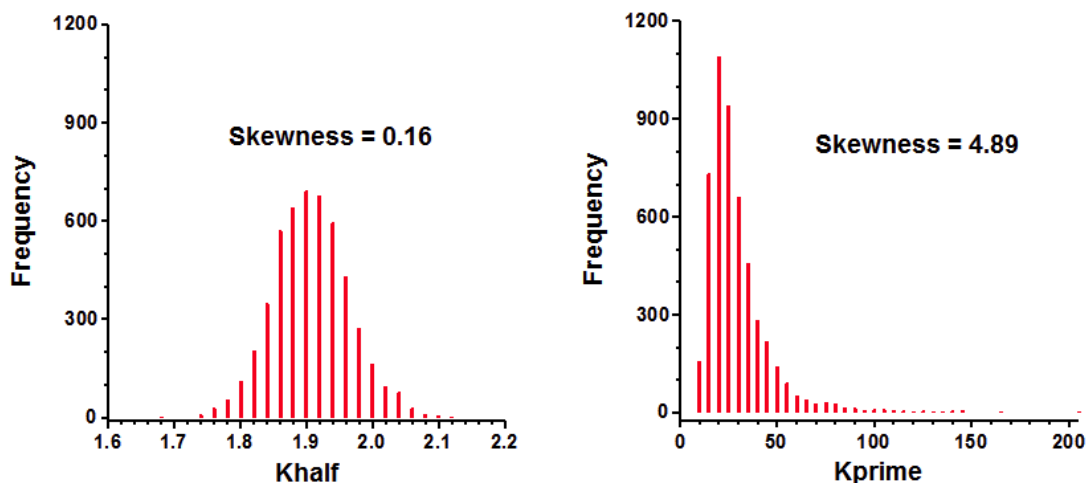 1200
900
600
300
0
Frequency
Skewness = 0.16
1.6 1.7 1.8 1.9 2.0 2.1 2.2
Khalf
1200
900
600
300
0
Frequency
Skewness = 4.89
0 50 100 150 200
Kprime